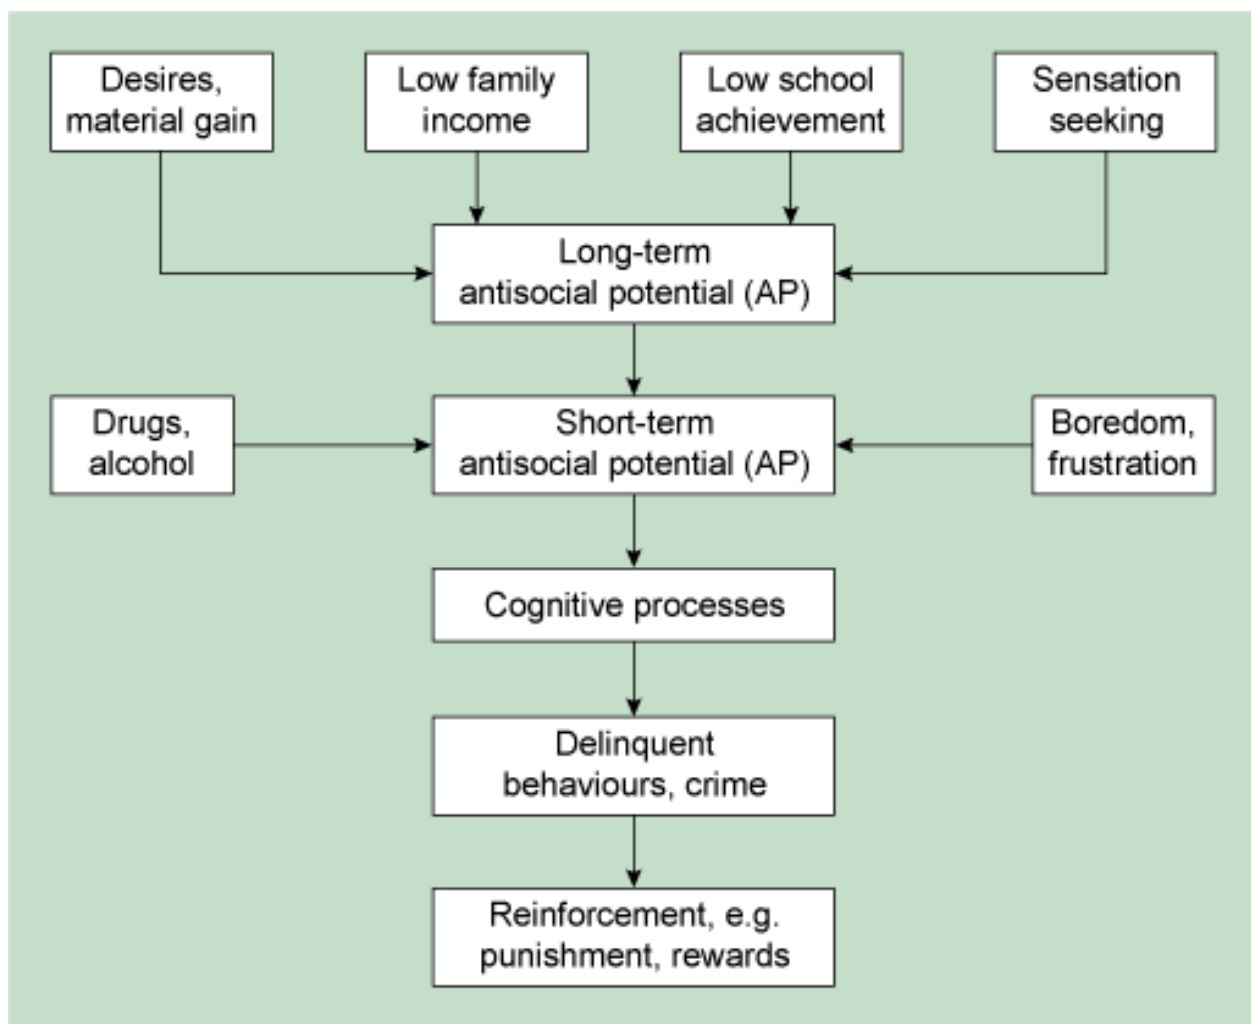 Desires,
material gain
Low family
income
Low school
achievement
Sensation
seeking
Long-term
antisocial potential (AP)
Drugs,
alcohol
Short-term
antisocial potential (AP)
Boredom,
frustration
Cognitive processes
Delinquent
behaviours, crime
Reinforcement, e.g.
punishment, rewards